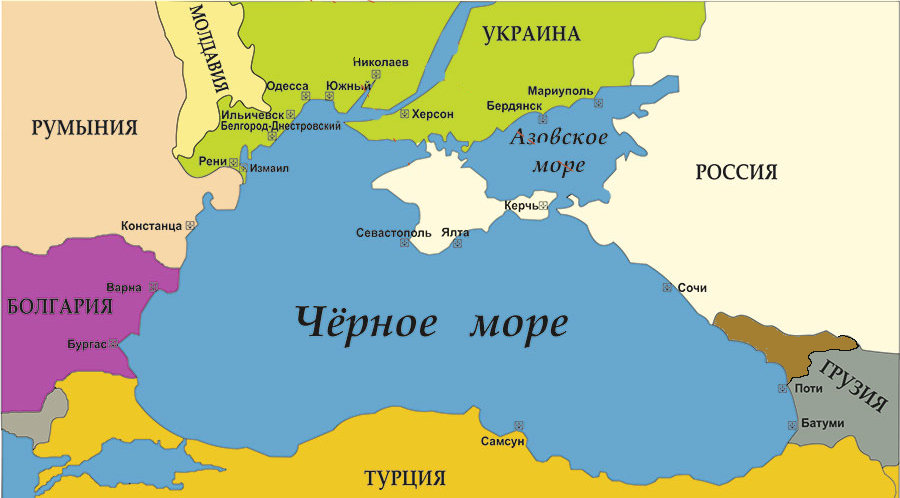 МОЛДАВИЯ
УКРАИНА
Николаев
Одесса
Южный
Мариуполь
Бердянск
Ильичевск
Херсон
Белгород-Днестровский
РУМЫНИЯ
Азовское
море
Рени
Измаил
РОССИЯ
Керчь
Констанца
Севастополь
Ялта
Варна
Сочи
БОЛГАРИЯ
Чёрное море
Бургас
ГРУЗИЯ
Поти
Батуми
Самсун
ТУРЦИЯ